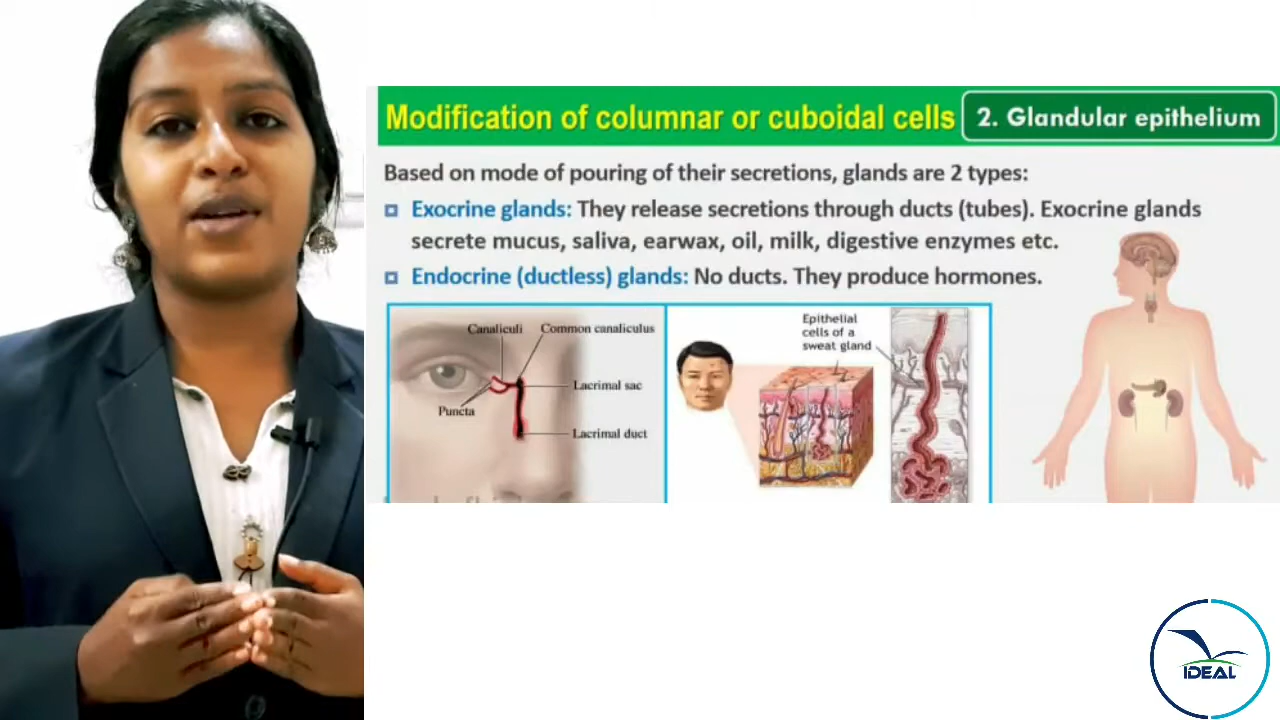 Modification of columnar or cuboidal cells
2. Glandular epithelium
Based on mode of pouring of their secretions, glands are 2 types:
Exocrine glands: They release secretions through ducts (tubes). Exocrine glands
secrete mucus, saliva, earwax, oil, milk, digestive enzymes etc.
Endocrine (ductless) glands: No ducts. They produce hormones.
Canaliculi
Common canaliculus
Lacrimal sac
Puncta
Lacrimal duct
Epithelial
cells of a
sweat gland
IDEAL